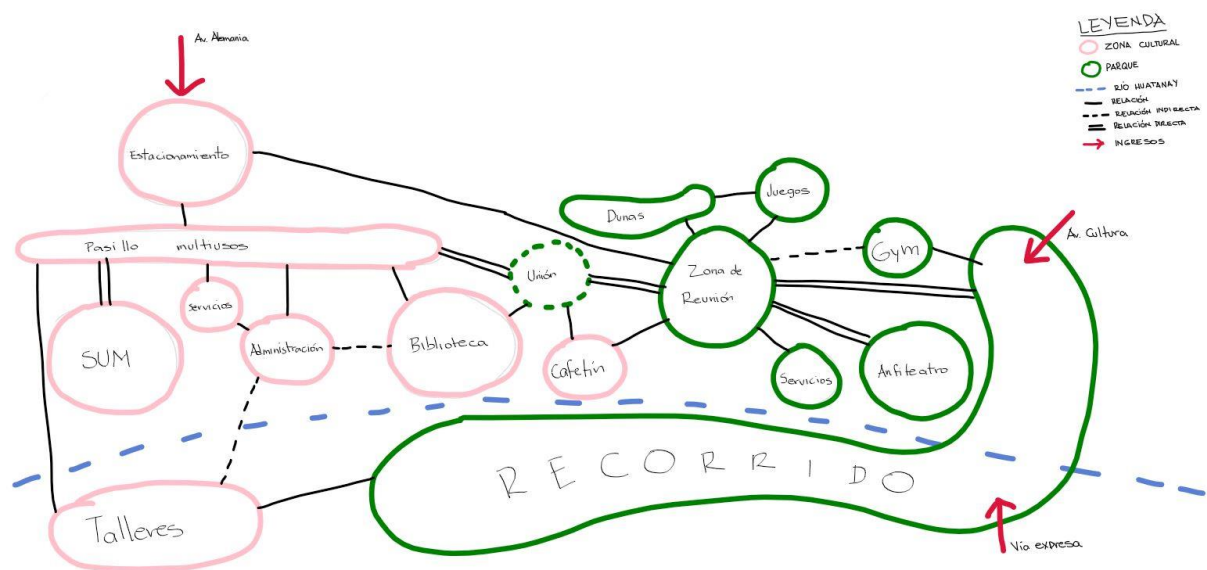 Av. Alemania
LEYENDA
ZONA CULTURAL
PARQUE
RÍO HUATANAY
RELACIÓN
RELACIÓN INDIRECTA
RELACIÓN DIRECTA
INGRESOS
Estacionamiento
Juegos
Dunas
Av. Cultura
Pasillo multiusos
Unión
Zona de
Reunión
Gym
Servicios
SUM
Administración
Biblioteca
Cafetín
Servicios
Anfiteatro
RECORRIDO
Talleres
Vía expresa